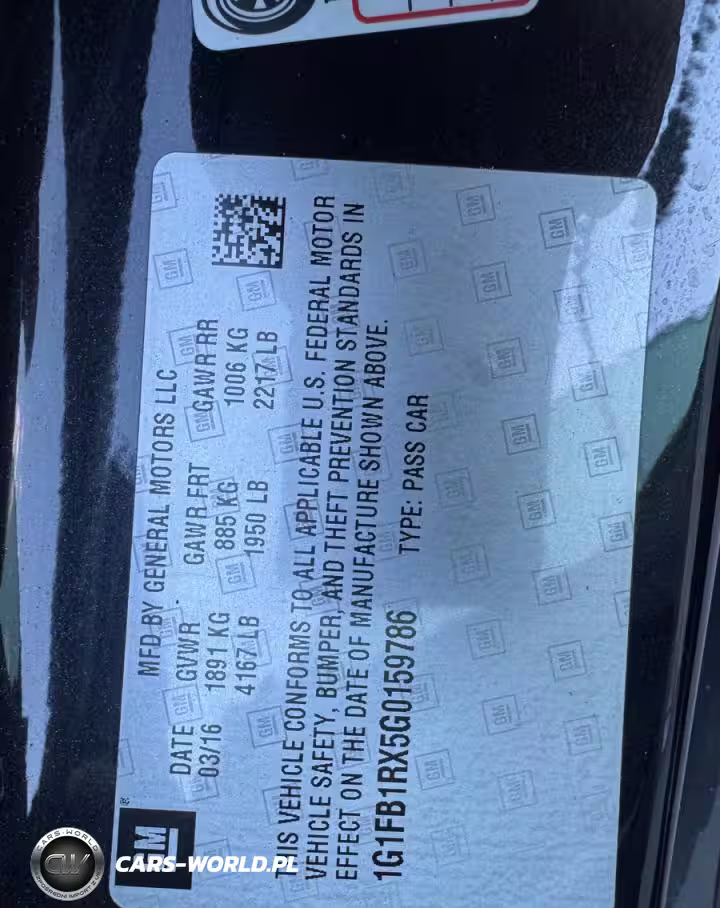 MFD BY GENERAL MOTORS LLC
DATE GVWR GAWR FRT GAWR RR
03/16 1891 KG 885 KG 1006 KG
4167 LB 1950 LB 2217 LB
THIS VEHICLE CONFORMS TO ALL APPLICABLE U.S. FEDERAL MOTOR
VEHICLE SAFETY, BUMPER, AND THEFT PREVENTION STANDARDS IN
EFFECT ON THE DATE OF MANUFACTURE SHOWN ABOVE.
1G1FB1RX5G0159786 TYPE: PASS CAR
GM ®
CARS-WORLD
CW
CARS-WORLD.PL